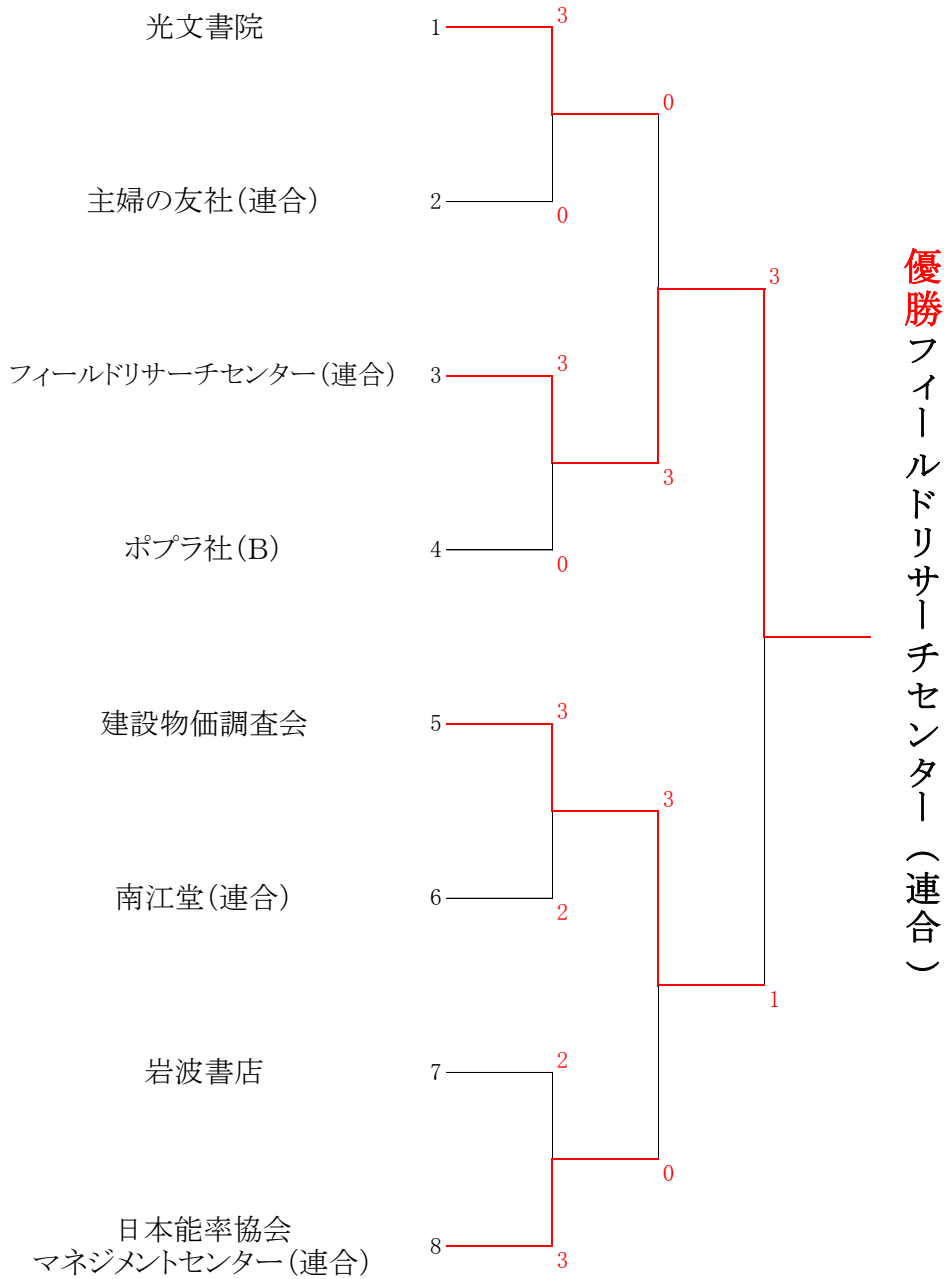 光文書院 1 3
0
主婦の友社(連合) 2 0
3
フィールドリサーチセンター(連合) 3 3
3
ポプラ社(B) 4 0
建設物価調査会 5 3
3
南江堂(連合) 6 2
1
岩波書店 7 2
0
日本能率協会
マネジメントセンター(連合) 8 3
優勝フィールドリサーチセンター(連合)